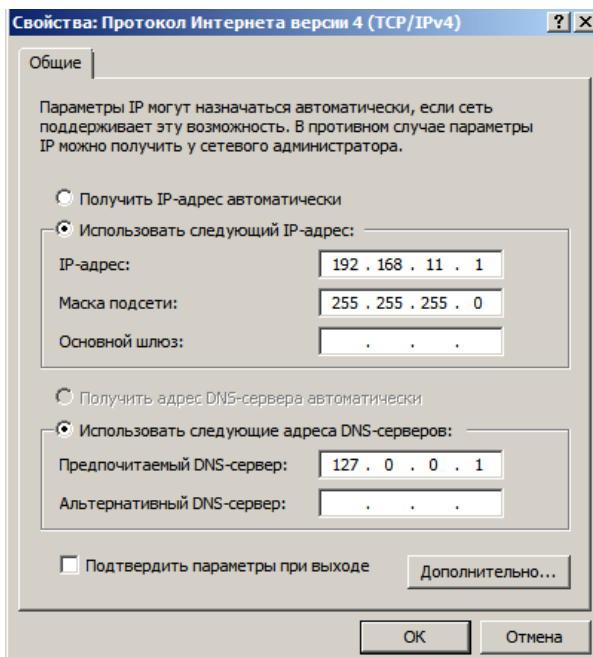 Свойства: Протокол Интернета версии 4 (TCP/IPv4)
Общие
Параметры IP могут назначаться автоматически, если сеть
поддерживает эту возможность. В противном случае параметры
IP можно получить у сетевого администратора.
Получить IP-адрес автоматически
Использовать следующий IP-адрес:
IP-адрес: 192 . 168 . 11 . 1
Маска подсети: 255 . 255 . 255 . 0
Основной шлюз: . . .
Получить адрес DNS-сервера автоматически
Использовать следующие адреса DNS-серверов:
Предпочитаемый DNS-сервер: 127 . 0 . 0 . 1
Альтернативный DNS-сервер: . . .
Подтвердить параметры при выходе
Дополнительно...
OK Отмена